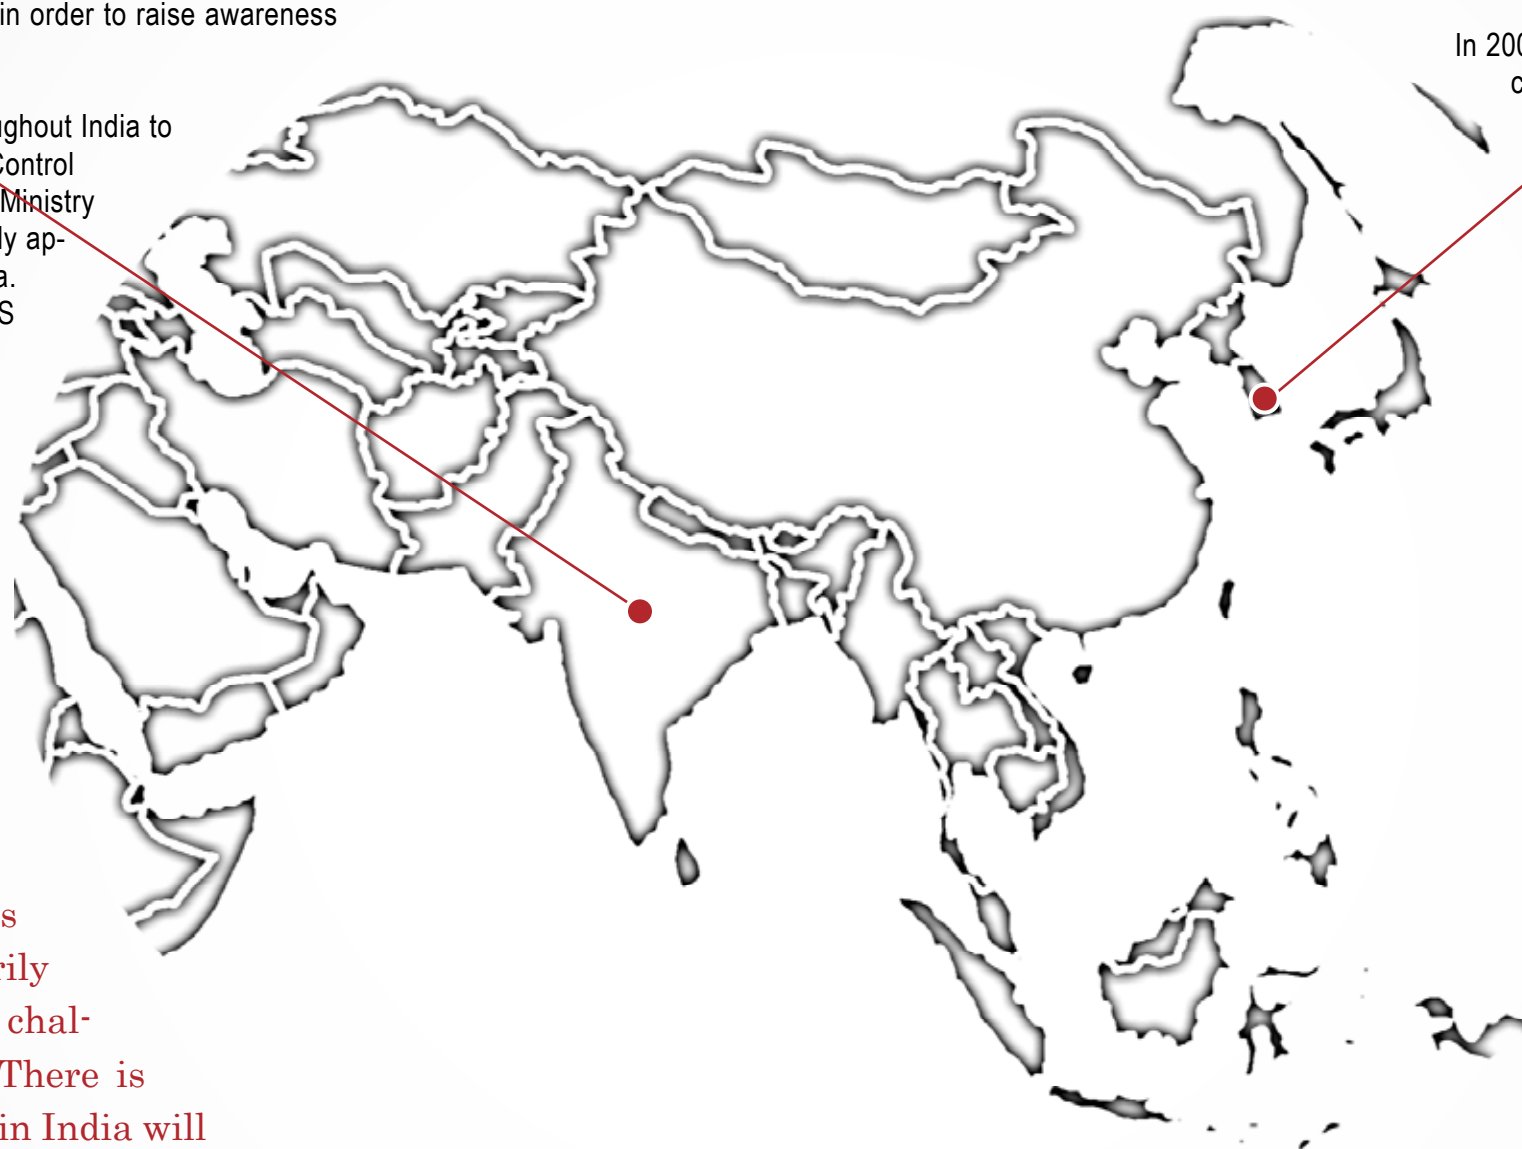 in order to raise awareness
ughout India to
Control
Ministry
ly ap-
a.
S
In 200
c
s
rily
chal-
There is
in India will